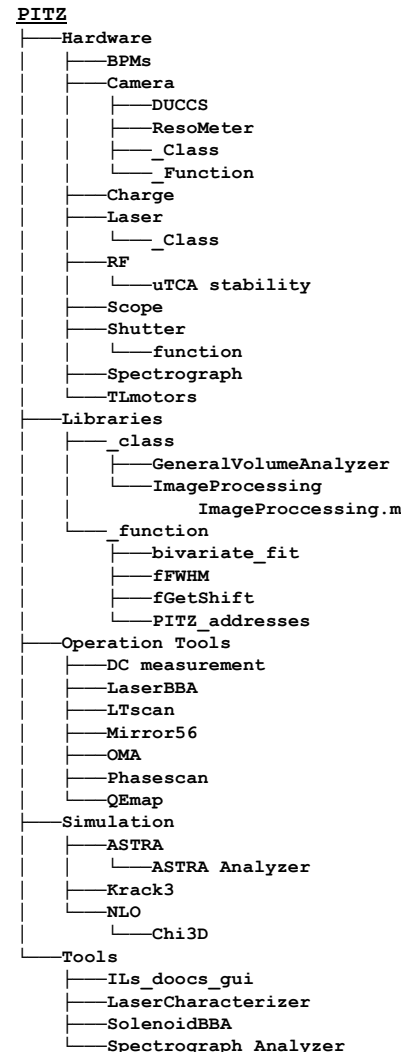 PITZ
├───Hardware
│   ├───BPMs
│   ├───Camera
│   │   ├───DUCCS
│   │   ├───ResoMeter
│   │   ├───_Class
│   │   └───_Function
│   ├───Charge
│   ├───Laser
│   │   └───_Class
│   ├───RF
│   │   └───uTCA stability
│   ├───Scope
│   ├───Shutter
│   │   └───function
│   ├───Spectrograph
│   └───TLmotors
├───Libraries
│   ├───_class
│   │   ├───GeneralVolumeAnalyzer
│   │   └───ImageProcessing
│   │           ImageProccessing.m
│   └───_function
│       ├───bivariate_fit
│       ├───fFWHM
│       ├───fGetShift
│       └───PITZ_addresses
├───Operation Tools
│   ├───DC measurement
│   ├───LaserBBA
│   ├───LTscan
│   ├───Mirror56
│   ├───OMA
│   ├───Phasescan
│   └───QEmap
├───Simulation
│   ├───ASTRA
│   │   └───ASTRA Analyzer
│   ├───Krack3
│   └───NLO
│       └───Chi3D
└───Tools
    ├───ILs_doocs_gui
    ├───LaserCharacterizer
    ├───SolenoidBBA
    └───Spectrograph Analyzer